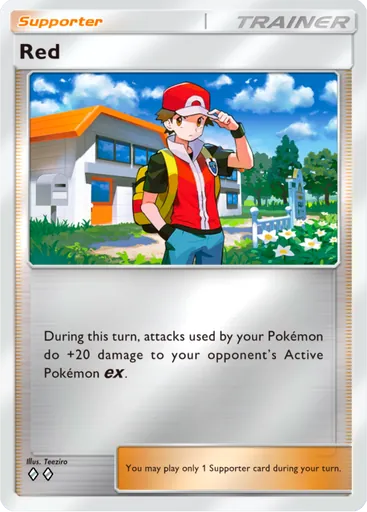 Supporter
TRAINER
Red
During this turn, attacks used by your Pokémon
do +20 damage to your opponent's Active
Pokémon ex.
Illus. Teeziro
You may play only 1 Supporter card during your turn.